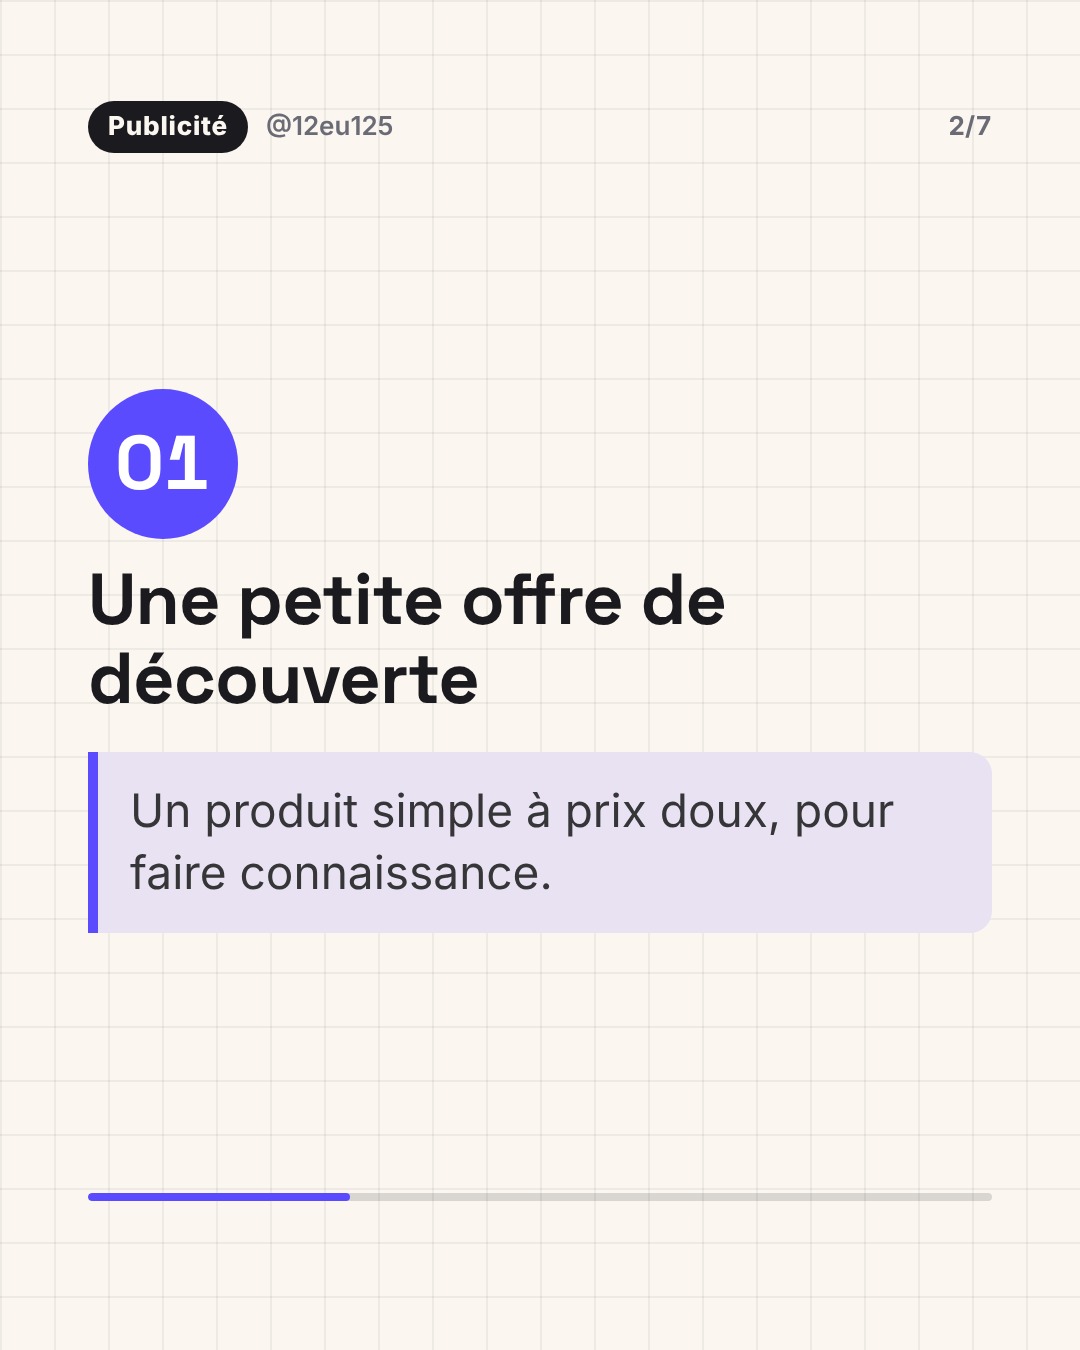 Publicité @12eu125 2/7
01
Une petite offre de
découverte
Un produit simple à prix doux, pour
faire connaissance.